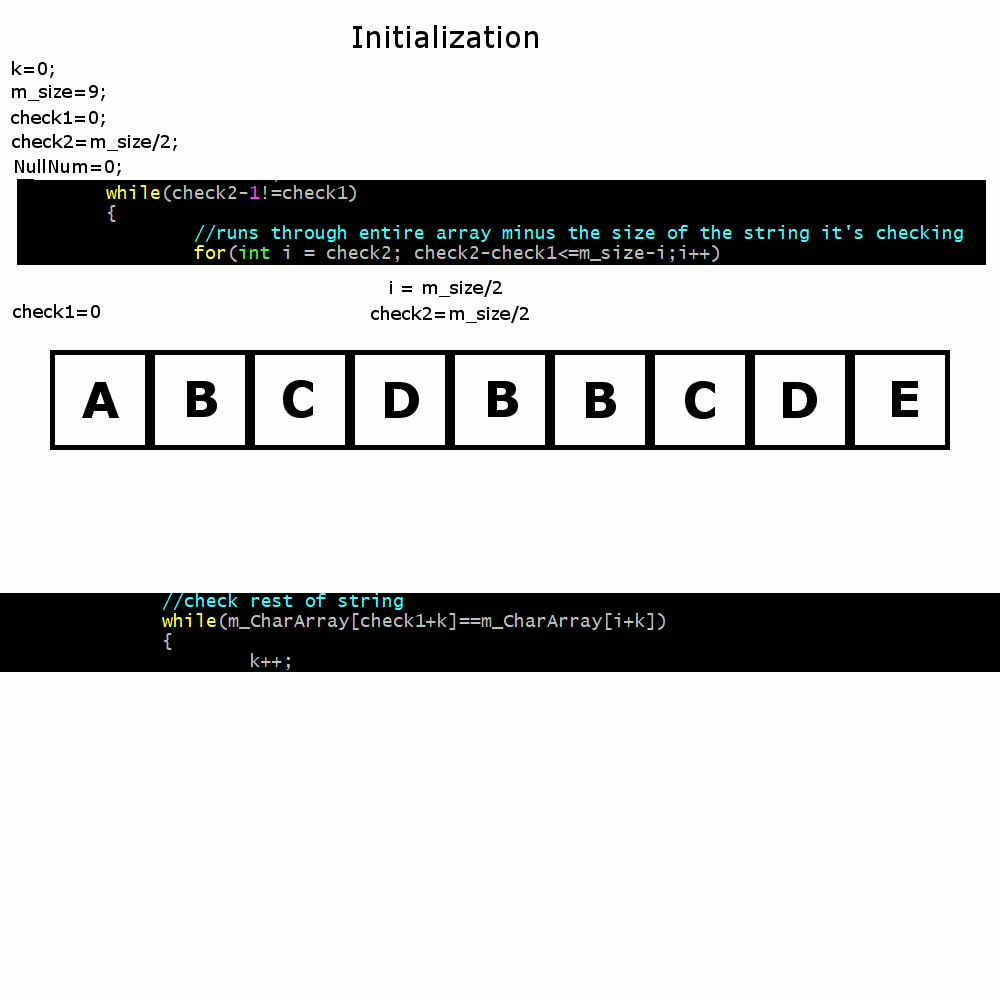 Initialization
k=0;
m_size=9;
check1=0;
check2=m_size/2;
NullNum=0;
while(check2-1!=check1)
{
//runs through entire array minus the size of the string it's checking
for(int i = check2; check2-check1<=m_size-i;i++)
i = m_size/2
check1=0
check2=m_size/2
A B C D B B C D E
//check rest of string
while(m_CharArray[check1+k]==m_CharArray[i+k])
{
k++;